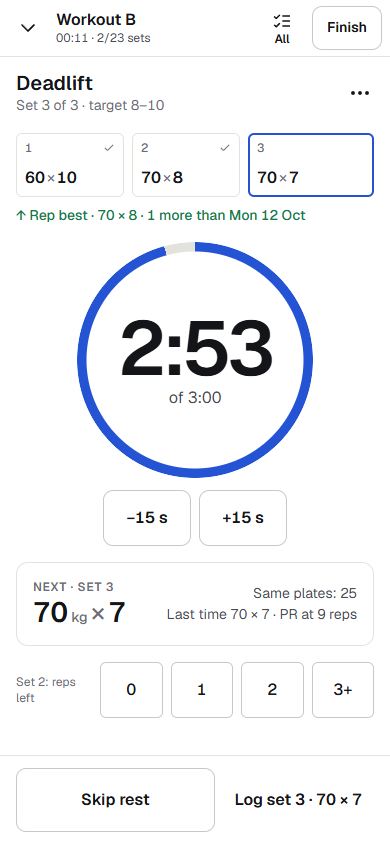 Workout B
00:11 · 2/23 sets
All
Finish
Deadlift
Set 3 of 3 · target 8–10
1
60×10
2
70×8
3
70×7
↑ Rep best · 70 × 8 · 1 more than Mon 12 Oct
2:53
of 3:00
−15 s
+15 s
NEXT · SET 3
70 kg × 7
Same plates: 25
Last time 70 × 7 · PR at 9 reps
Set 2: reps
left
0
1
2
3+
Skip rest
Log set 3 · 70 × 7